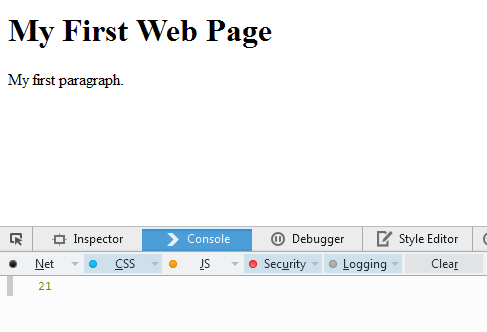 My First Web Page
My first paragraph.
Inspector Console Debugger Style Editor
Net CSS JS Security Logging Clear
21